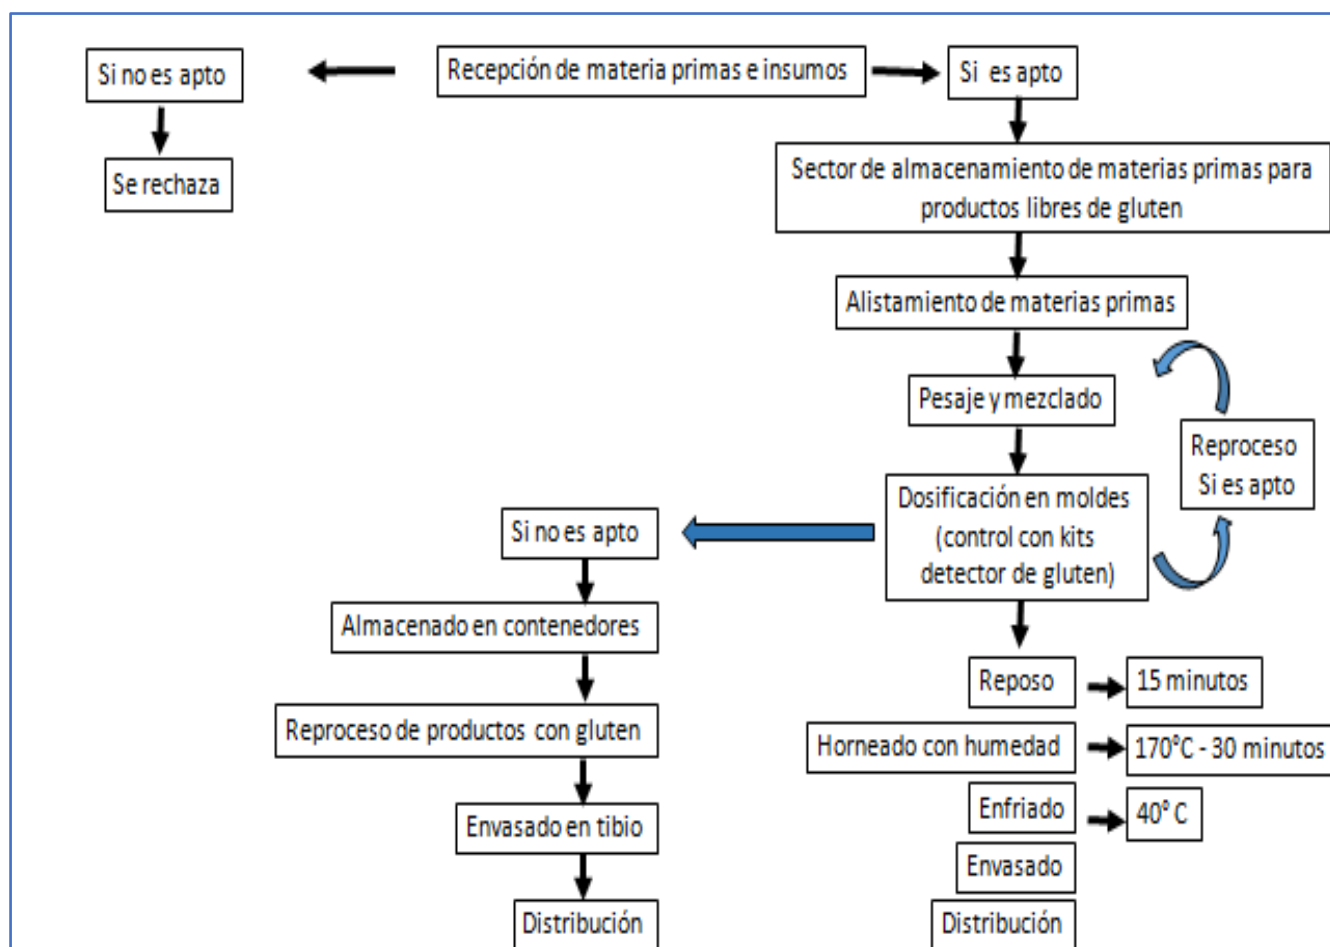 Si no es apto
Recepción de materia primas e insumos
Si es apto
Se rechaza
Sector de almacenamiento de materias primas para
productos libres de gluten
Alistamiento de materias primas
Pesaje y mezclado
Reproceso
Si es apto
Dosificación en moldes
(control con kits
detector de gluten)
Si no es apto
Almacenado en contenedores
Reproceso de productos con gluten
Envasado en tibio
Distribución
Reposo
15 minutos
Horneado con humedad
170°C - 30 minutos
Enfriado
40° C
Envasado
Distribución